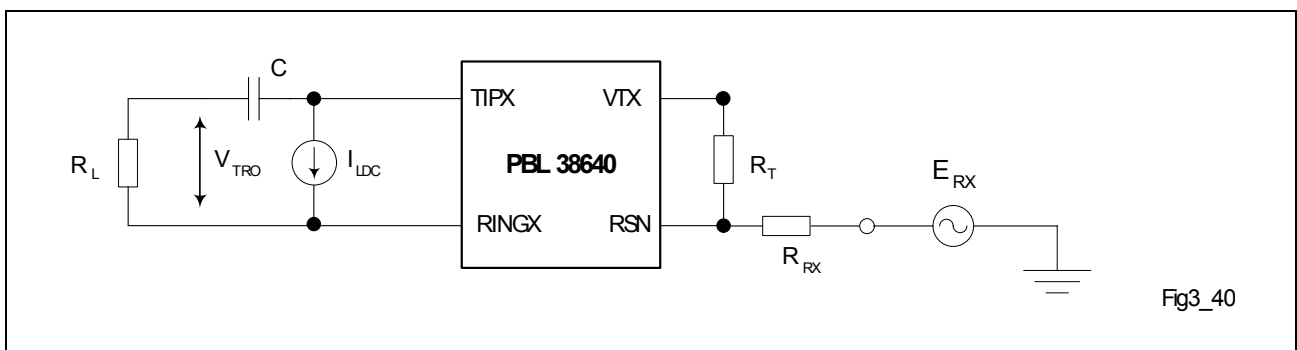 C
TIPX VTX
R L
V TRO
I LDC
PBL 38640
R T
E RX
RINGX RSN
R RX
Fig3_40